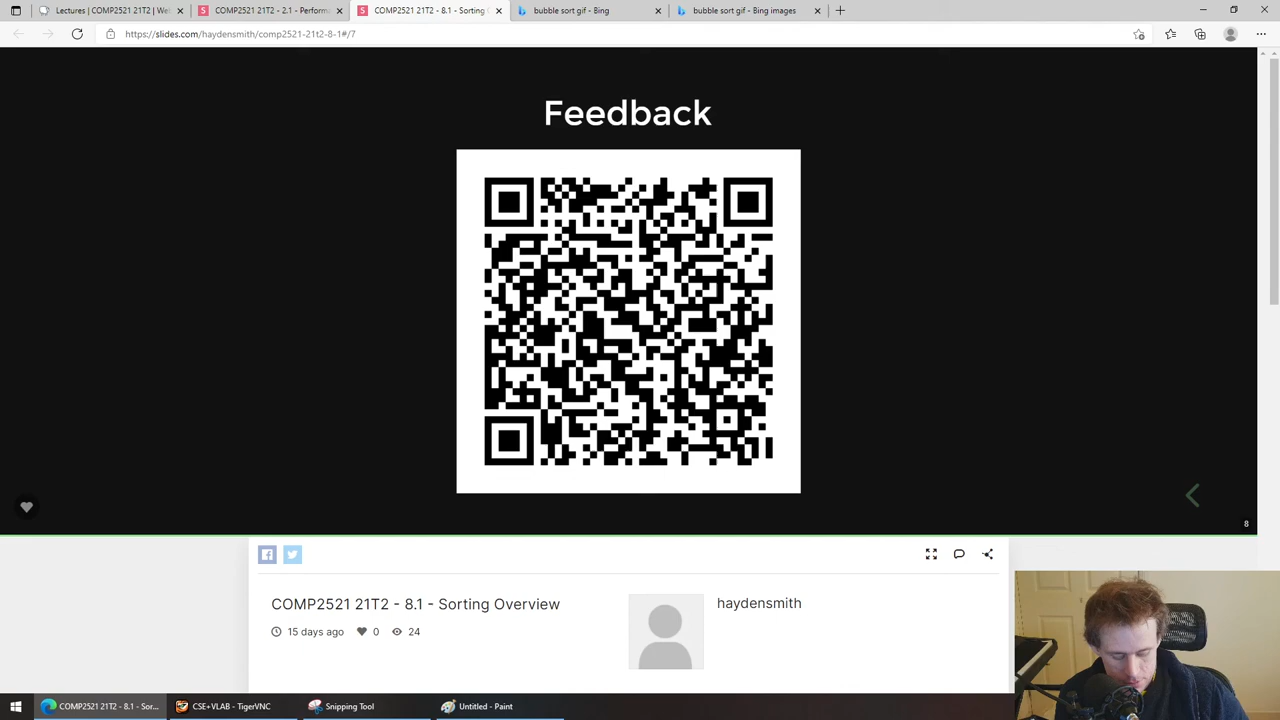 Lectures | COMP2521 21T2 | Wel
COMP2521 21T2 - 2.1 - Performa
COMP2521 21T2 - 8.1 - Sorting O
bubble sort gif - Bing
bubble sort gif - Bing images
https://slides.com/haydensmith/comp2521-21t2-8-1#/7
Feedback
8
COMP2521 21T2 - 8.1 - Sorting Overview
15 days ago
0
24
haydensmith
COMP2521 21T2 - 8.1 - Sor...
CSE+VLAB - TigerVNC
Snipping Tool
Untitled - Paint